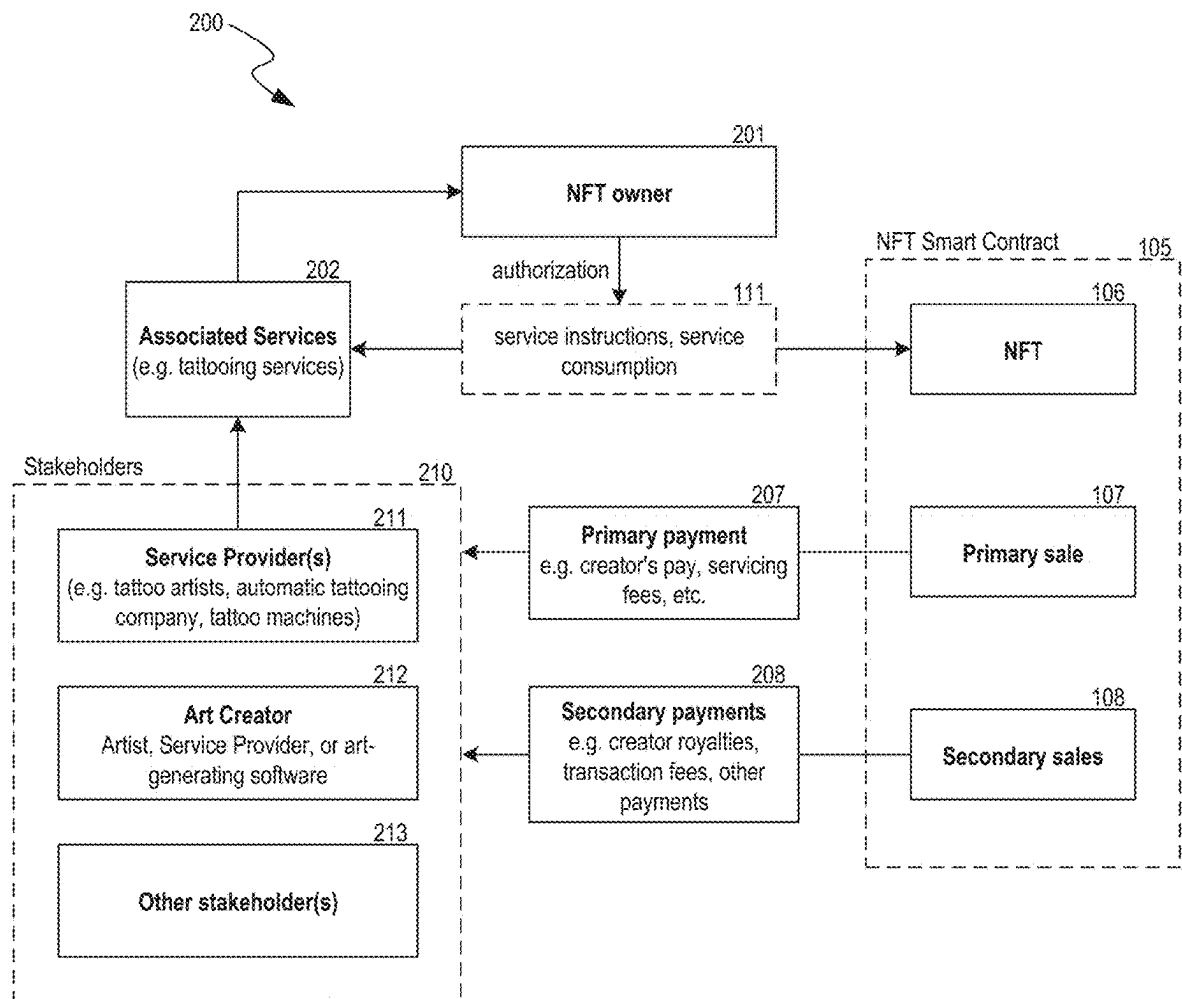 200
201
NFT owner
authorization
NFT Smart Contract
105
202
Associated Services
(e.g. tattooing services)
111
service instructions, service
consumption
106
NFT
Stakeholders
210
211
Service Provider(s)
(e.g. tattoo artists, automatic tattooing
company, tattoo machines)
207
Primary payment
e.g. creator's pay, servicing
fees, etc.
107
Primary sale
212
Art Creator
Artist, Service Provider, or art-
generating software
208
Secondary payments
e.g. creator royalties,
transaction fees, other
payments
108
Secondary sales
213
Other stakeholder(s)